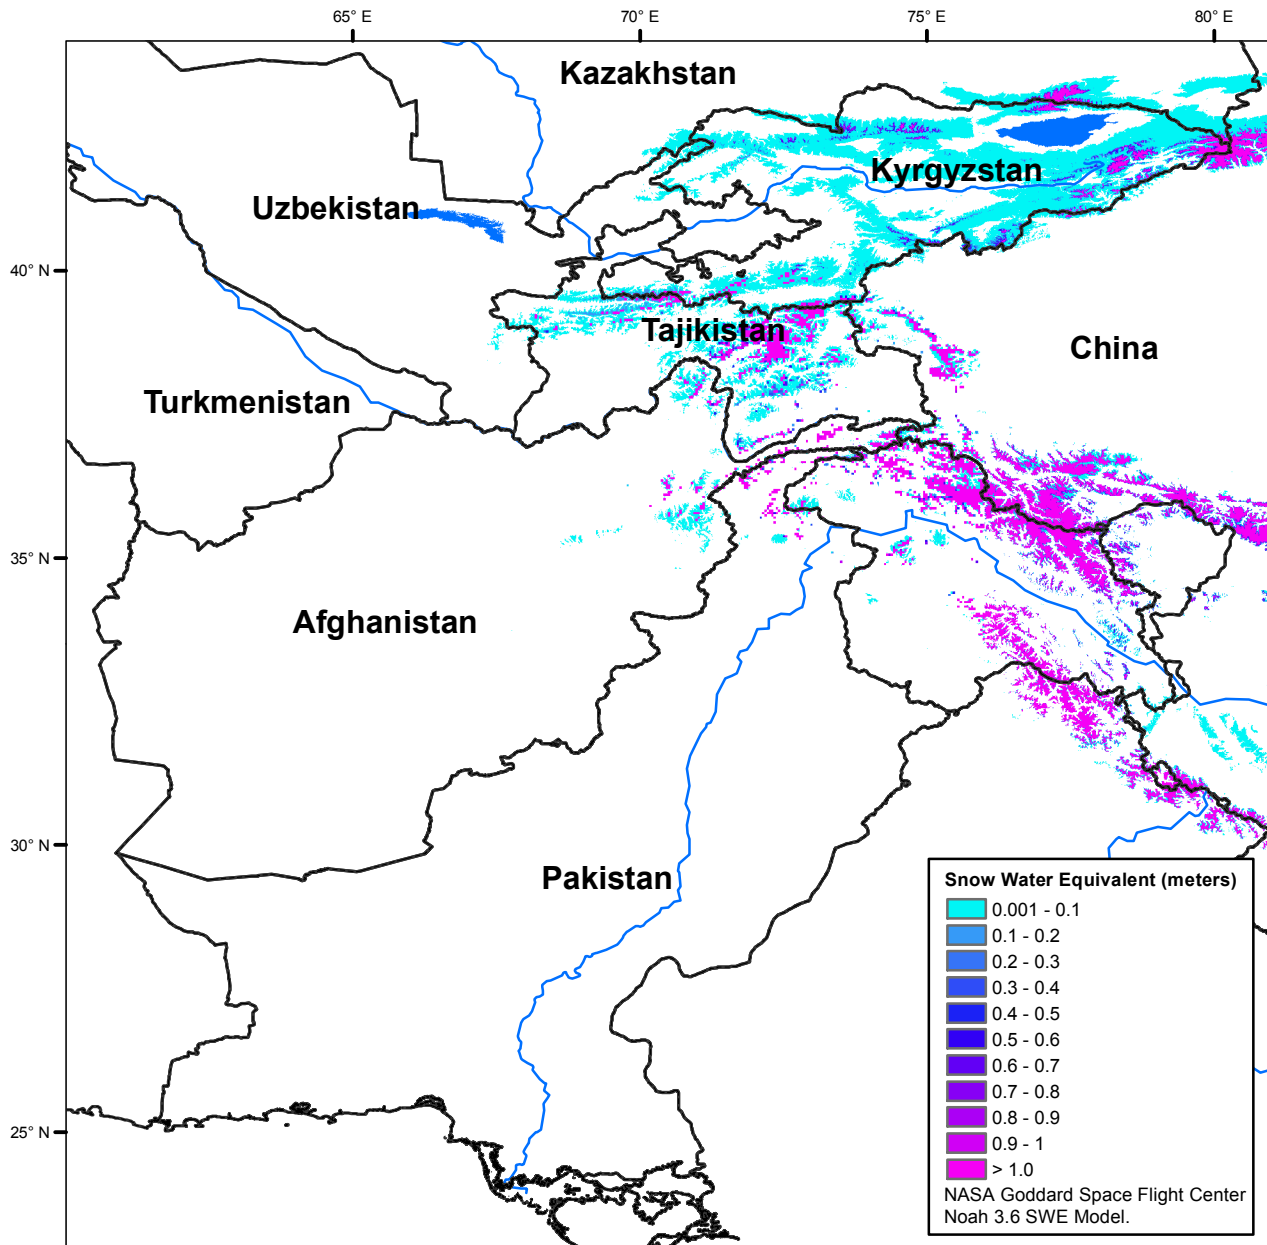 65° E
70° E
75° E
80° E
Kazakhstan
Kyrgyzstan
Uzbekistan
40° N
Tajikistan
China
Turkmenistan
35° N
Afghanistan
30° N
Pakistan
25° N
Snow Water Equivalent (meters)
0.001 - 0.1
0.1 - 0.2
0.2 - 0.3
0.3 - 0.4
0.4 - 0.5
0.5 - 0.6
0.6 - 0.7
0.7 - 0.8
0.8 - 0.9
0.9 - 1
> 1.0
NASA Goddard Space Flight Center
Noah 3.6 SWE Model.